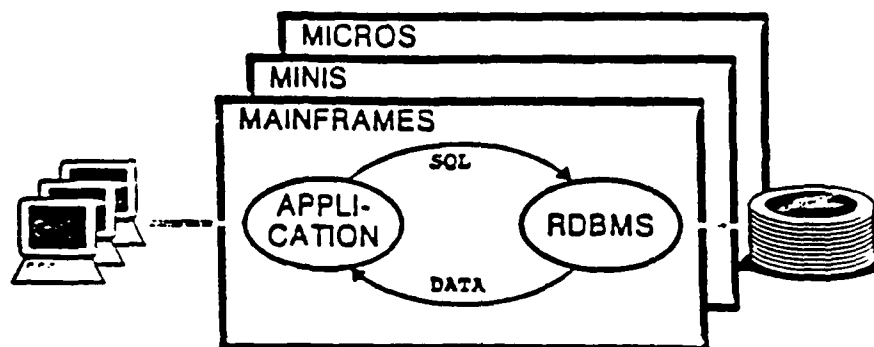 MICROS
MINIS
MAINFRAMES
SQL
APPLI-
CATION
RDBMS
DATA